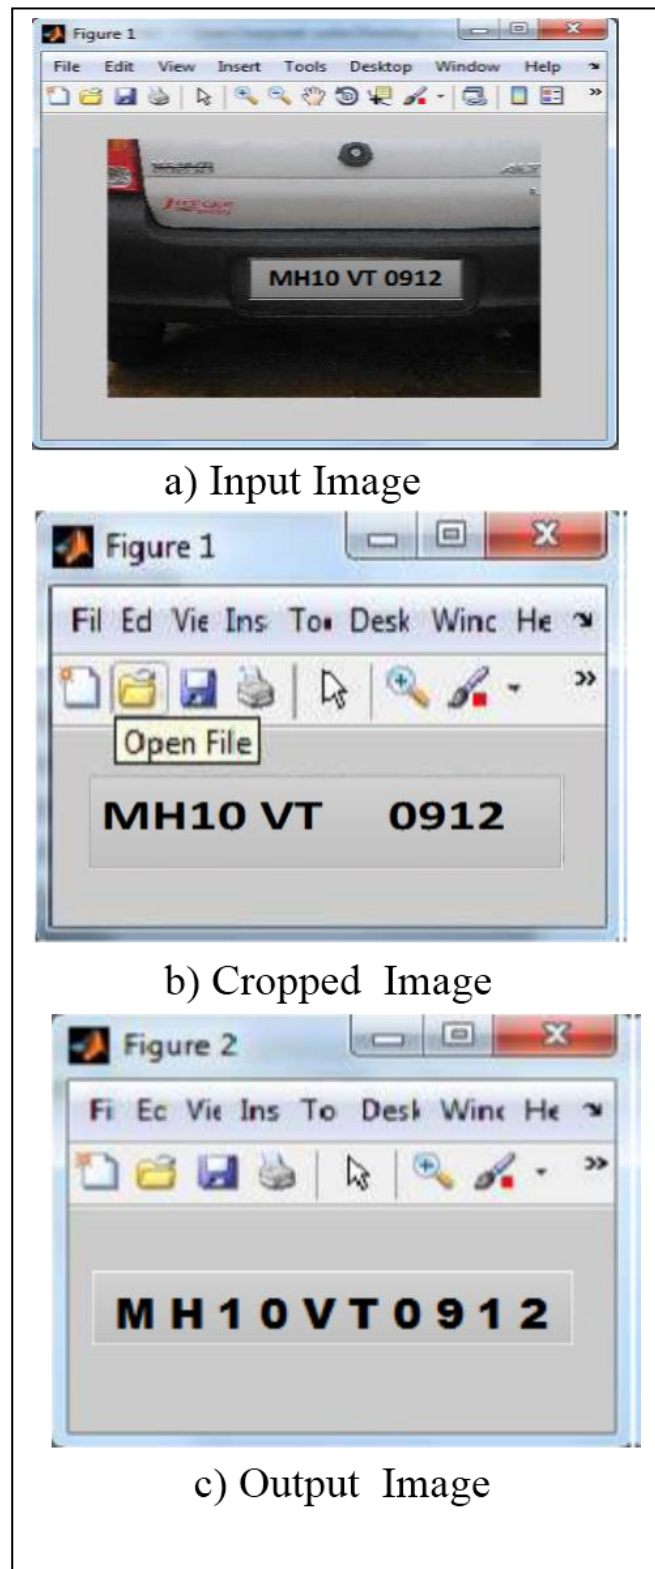 Figure 1
File Edit View Insert Tools Desktop Window Help
MH10 VT 0912
a) Input Image
Figure 1
Fil Ed Vie Ins Too Desk Winc He
Open File
MH10 VT 0912
b) Cropped Image
Figure 2
Fi Ec Vie Ins To Desk Winc He
M H 1 0 V T 0 9 1 2
c) Output Image